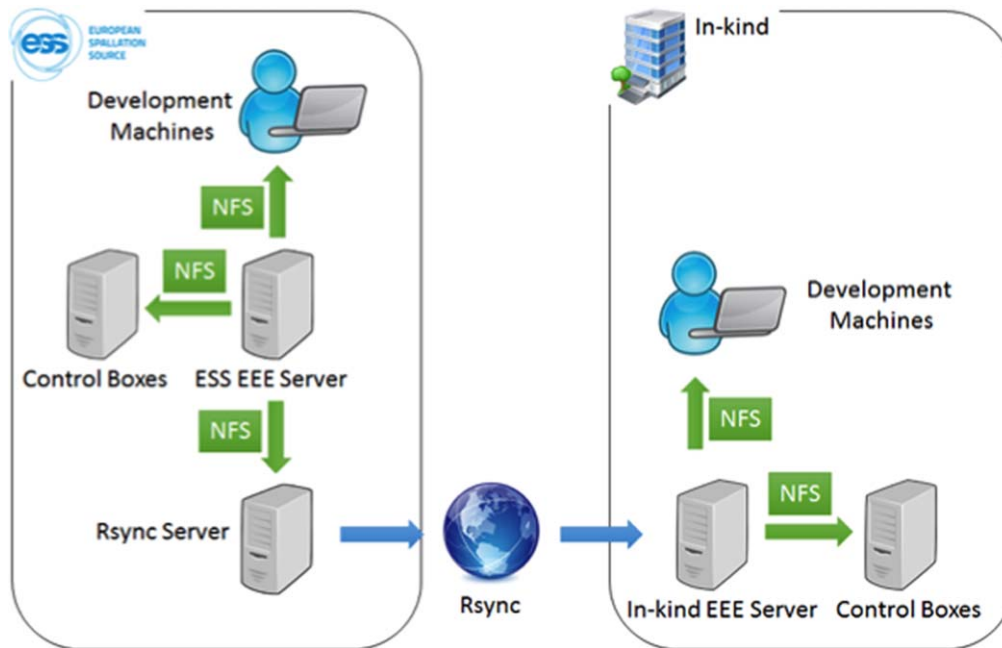 ess
EUROPEAN
SPALLATION
SOURCE
Development
Machines
NFS
NFS
Control Boxes
ESS EEE Server
NFS
Rsync Server
Rsync
In-kind
Development
Machines
NFS
NFS
In-kind EEE Server
Control Boxes